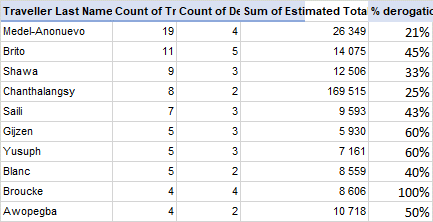 Traveller Last Name Count of Tr Count of De Sum of Estimated Tota % derogatio
Medel-Anonuevo 19 4 26 349 21%
Brito 11 5 14 075 45%
Shawa 9 3 12 506 33%
Chanthalangsy 8 2 169 515 25%
Saili 7 3 9 593 43%
Gijzen 5 3 5 930 60%
Yusuph 5 3 7 161 60%
Blanc 5 2 8 559 40%
Broucke 4 4 8 606 100%
Awopegba 4 2 10 718 50%